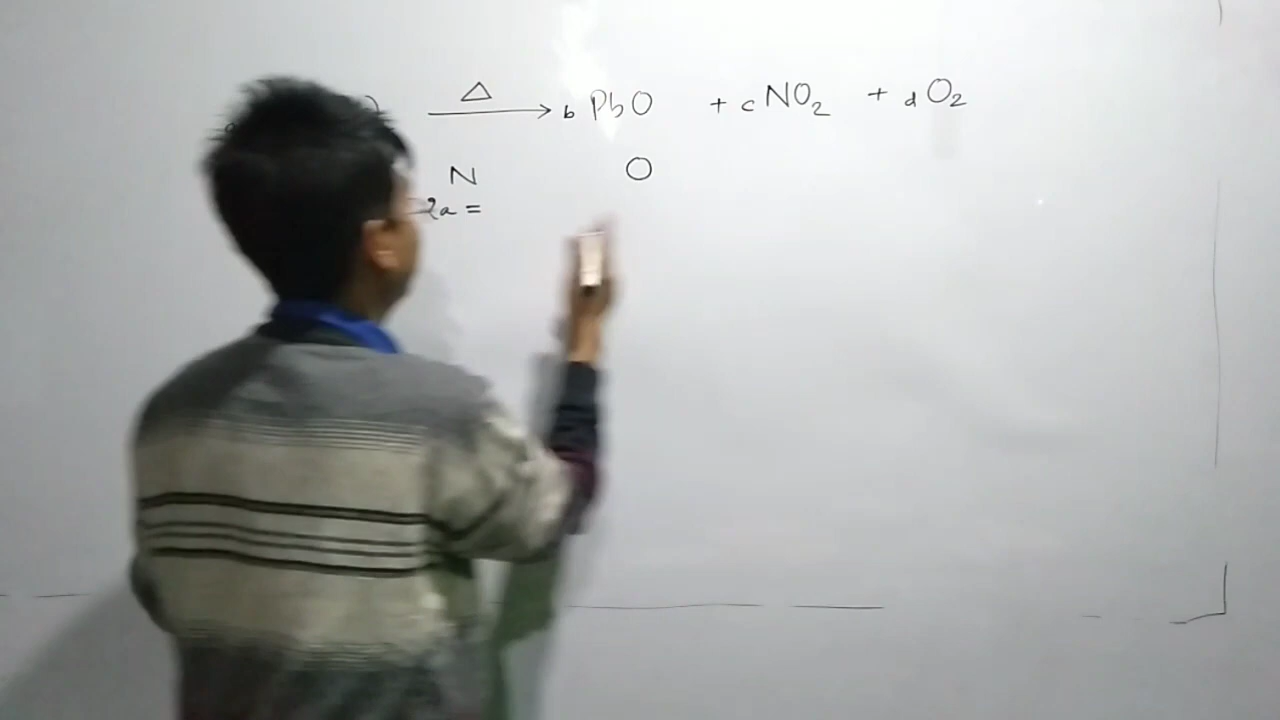 ) △→ b PbO + c NO₂ + d O₂
N O
2a =